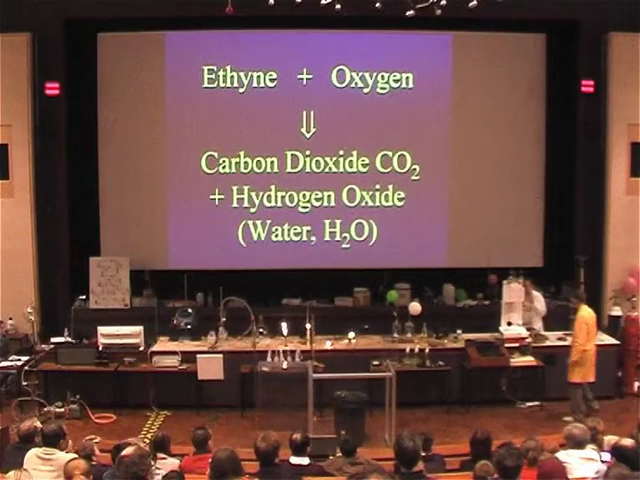 Ethyne + Oxygen
⇓
Carbon Dioxide CO₂
+ Hydrogen Oxide
(Water, H₂O)